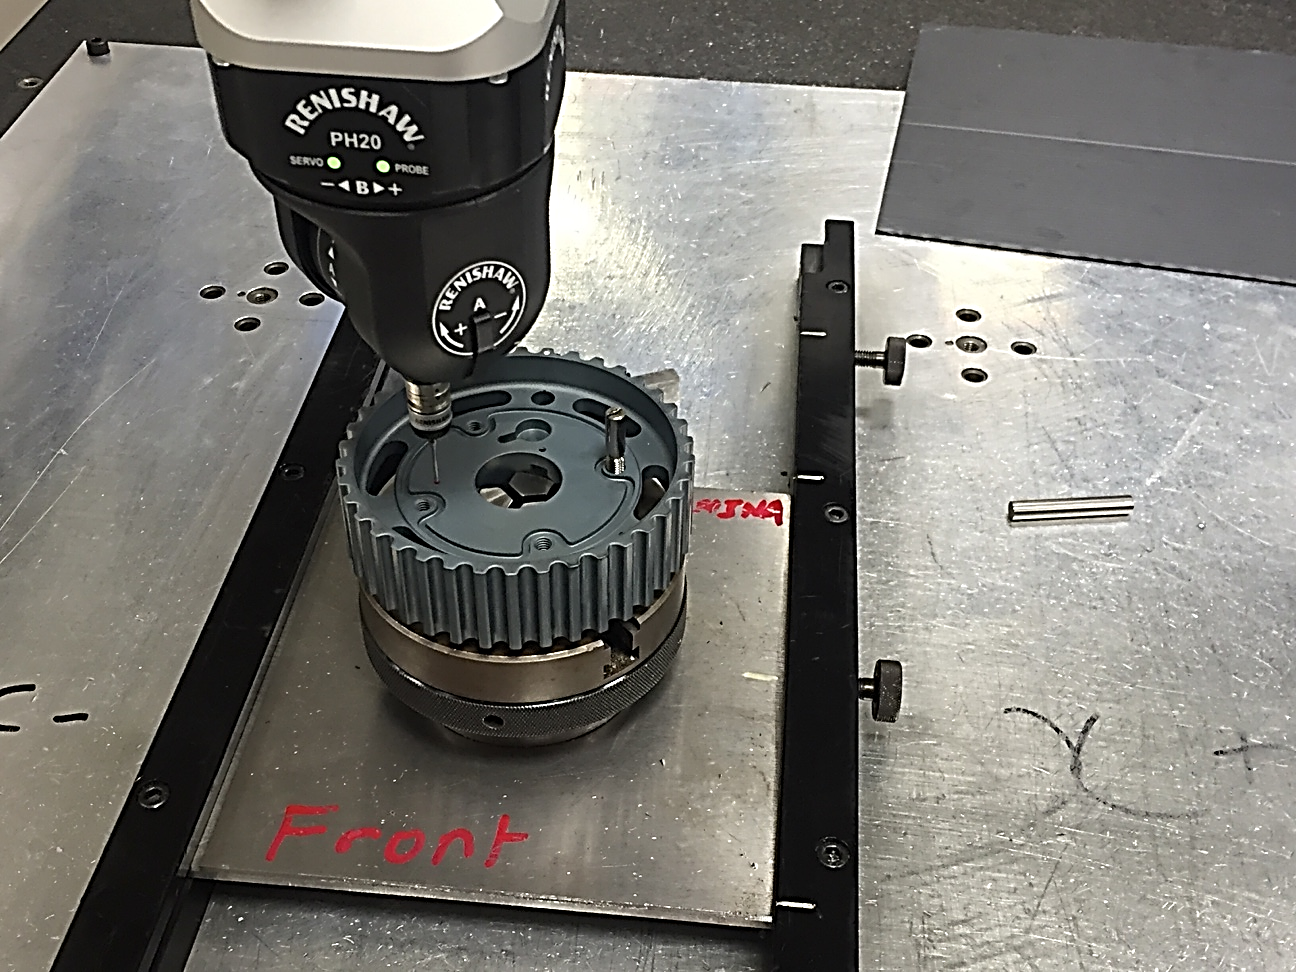 RENISHAW
PH20
SERVO PROBE
− ◄ B ► +
RENISHAW
A
+ −
Front
X +